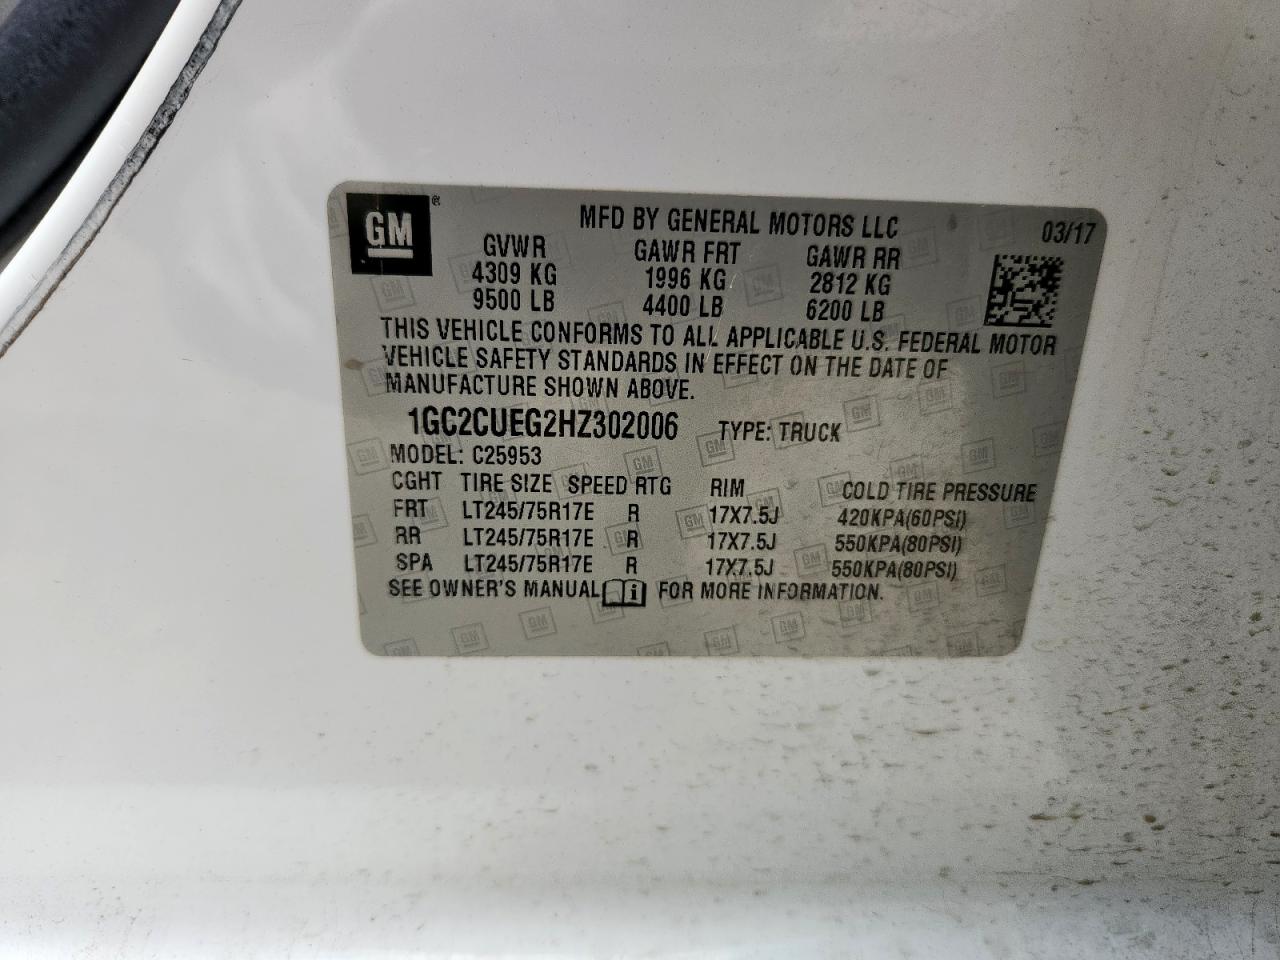 GM®
MFD BY GENERAL MOTORS LLC 03/17
GVWR GAWR FRT GAWR RR
4309 KG 1996 KG 2812 KG
9500 LB 4400 LB 6200 LB
THIS VEHICLE CONFORMS TO ALL APPLICABLE U.S. FEDERAL MOTOR
VEHICLE SAFETY STANDARDS IN EFFECT ON THE DATE OF
MANUFACTURE SHOWN ABOVE.
1GC2CUEG2HZ302006 TYPE: TRUCK
MODEL: C25953
CGHT TIRE SIZE SPEED RTG RIM COLD TIRE PRESSURE
FRT LT245/75R17E R 17X7.5J 420KPA(60PSI)
RR LT245/75R17E R 17X7.5J 550KPA(80PSI)
SPA LT245/75R17E R 17X7.5J 550KPA(80PSI)
SEE OWNER'S MANUAL i FOR MORE INFORMATION.